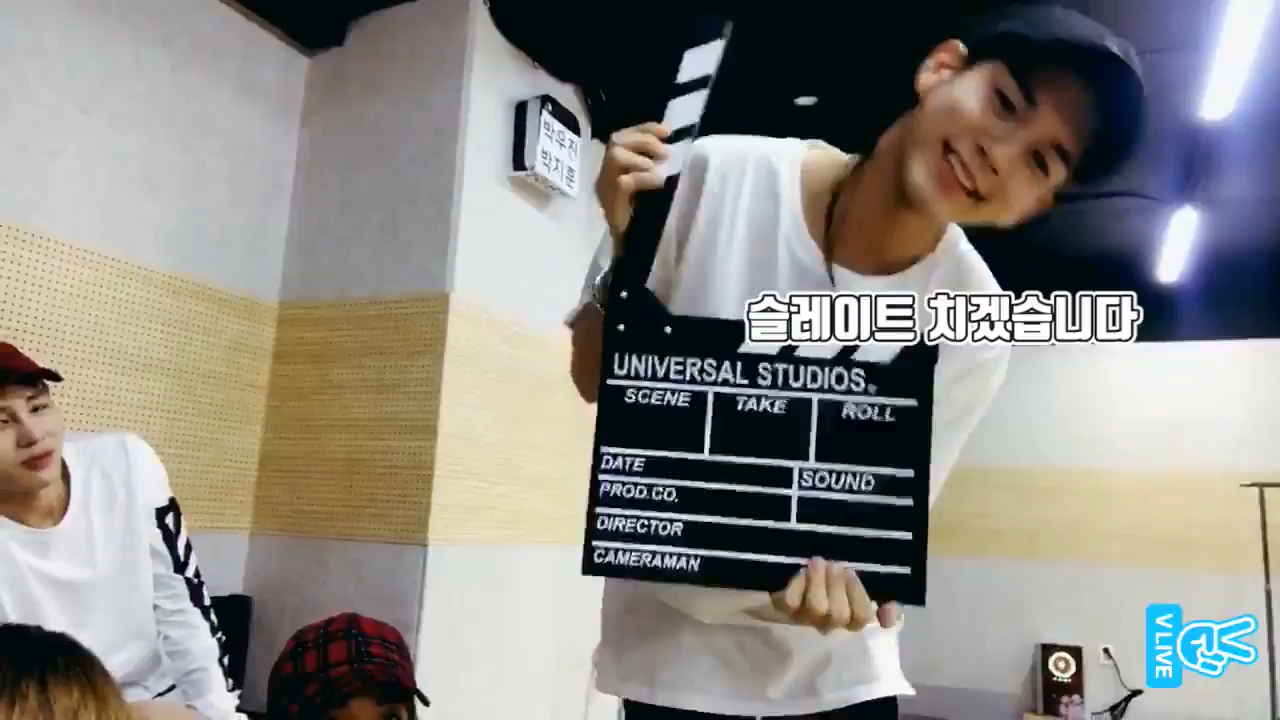 박우진
박지훈
슬레이트 치겠습니다
UNIVERSAL STUDIOS®
SCENE TAKE ROLL
DATE SOUND
PROD.CO.
DIRECTOR
CAMERAMAN
V LIVE